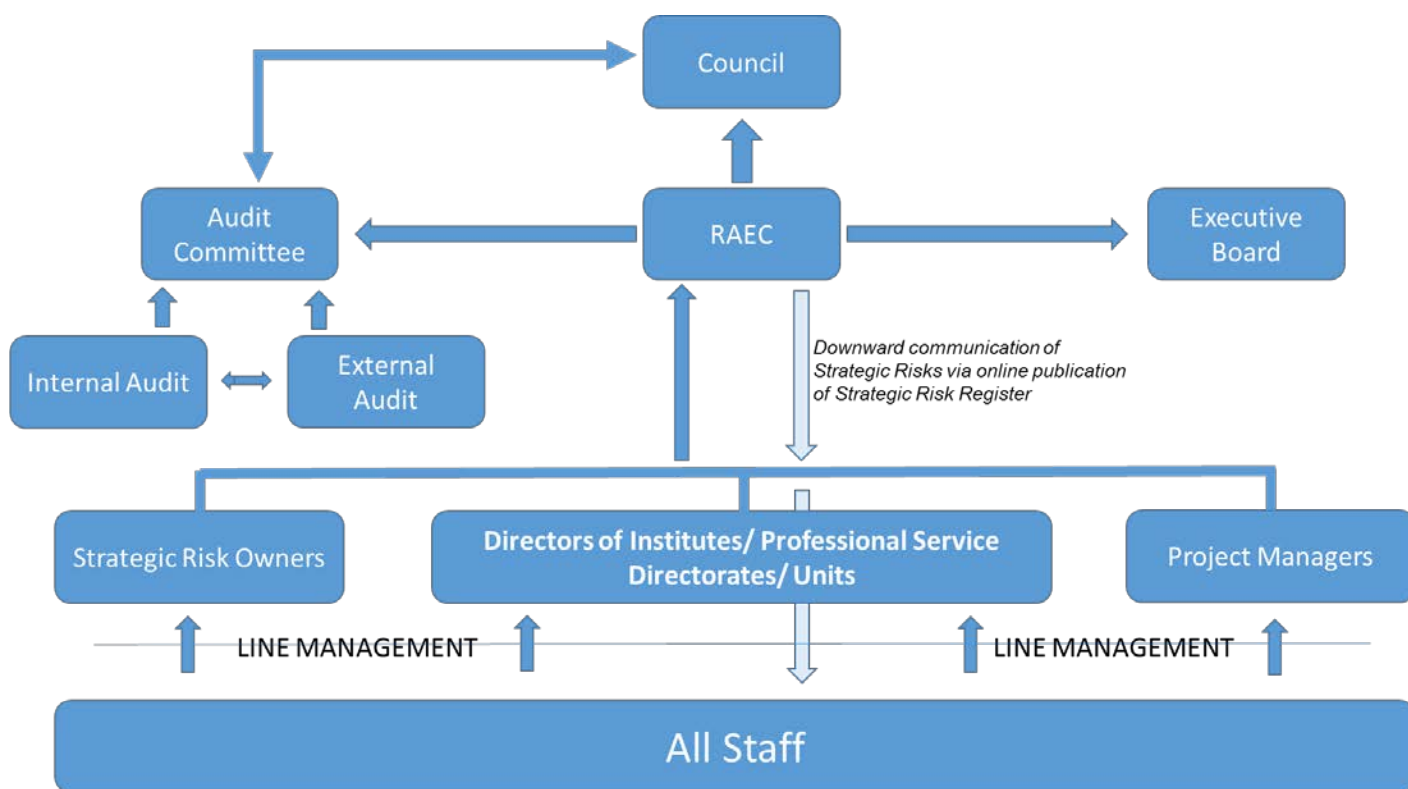 Council
Audit
Committee
RAEC
Executive
Board
Internal Audit
External
Audit
Downward communication of
Strategic Risks via online publication
of Strategic Risk Register
Strategic Risk Owners
Directors of Institutes/ Professional Service
Directorates/ Units
Project Managers
LINE MANAGEMENT
LINE MANAGEMENT
All Staff